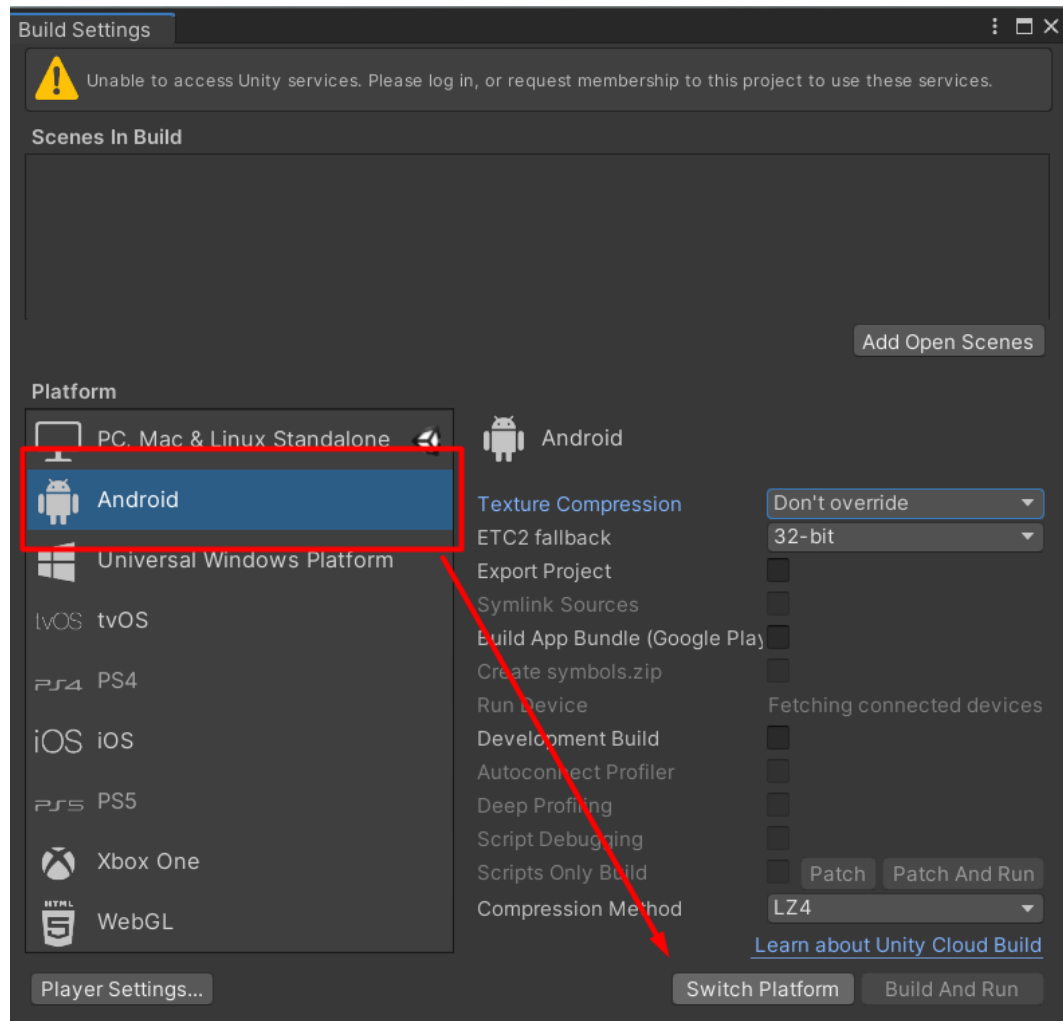 Build Settings
Unable to access Unity services. Please log in, or request membership to this project to use these services.
Scenes In Build
Add Open Scenes
Platform
PC, Mac & Linux Standalone
Android
Universal Windows Platform
tvOS tvOS
PS4 PS4
iOS iOS
PS5 PS5
Xbox One
HTML 5 WebGL
Android
Texture Compression Don't override
ETC2 fallback 32-bit
Export Project
Symlink Sources
Build App Bundle (Google Play
Create symbols.zip
Run Device Fetching connected devices
Development Build
Autoconnect Profiler
Deep Profiling
Script Debugging
Scripts Only Build Patch Patch And Run
Compression Method LZ4
Learn about Unity Cloud Build
Player Settings... Switch Platform Build And Run